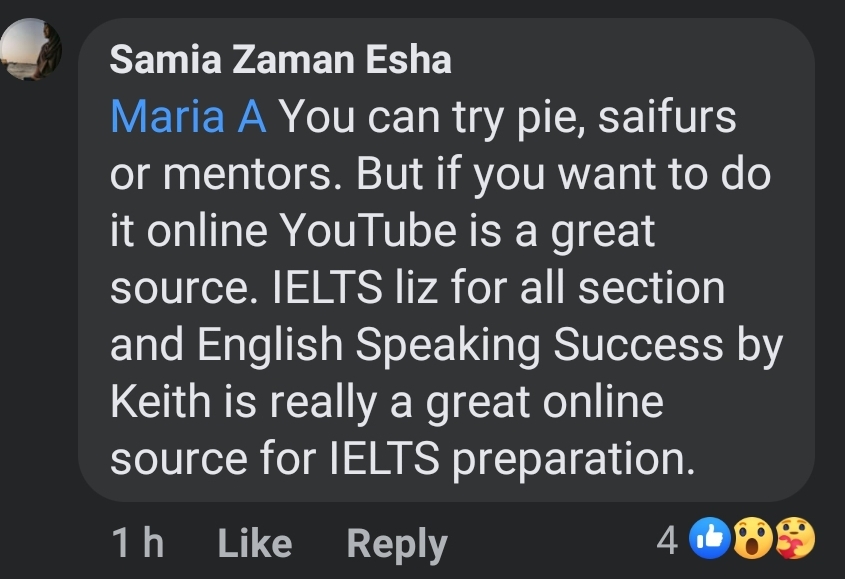 Samia Zaman Esha
Maria A You can try pie, saifurs
or mentors. But if you want to do
it online YouTube is a great
source. IELTS liz for all section
and English Speaking Success by
Keith is really a great online
source for IELTS preparation.
1 h Like Reply 4